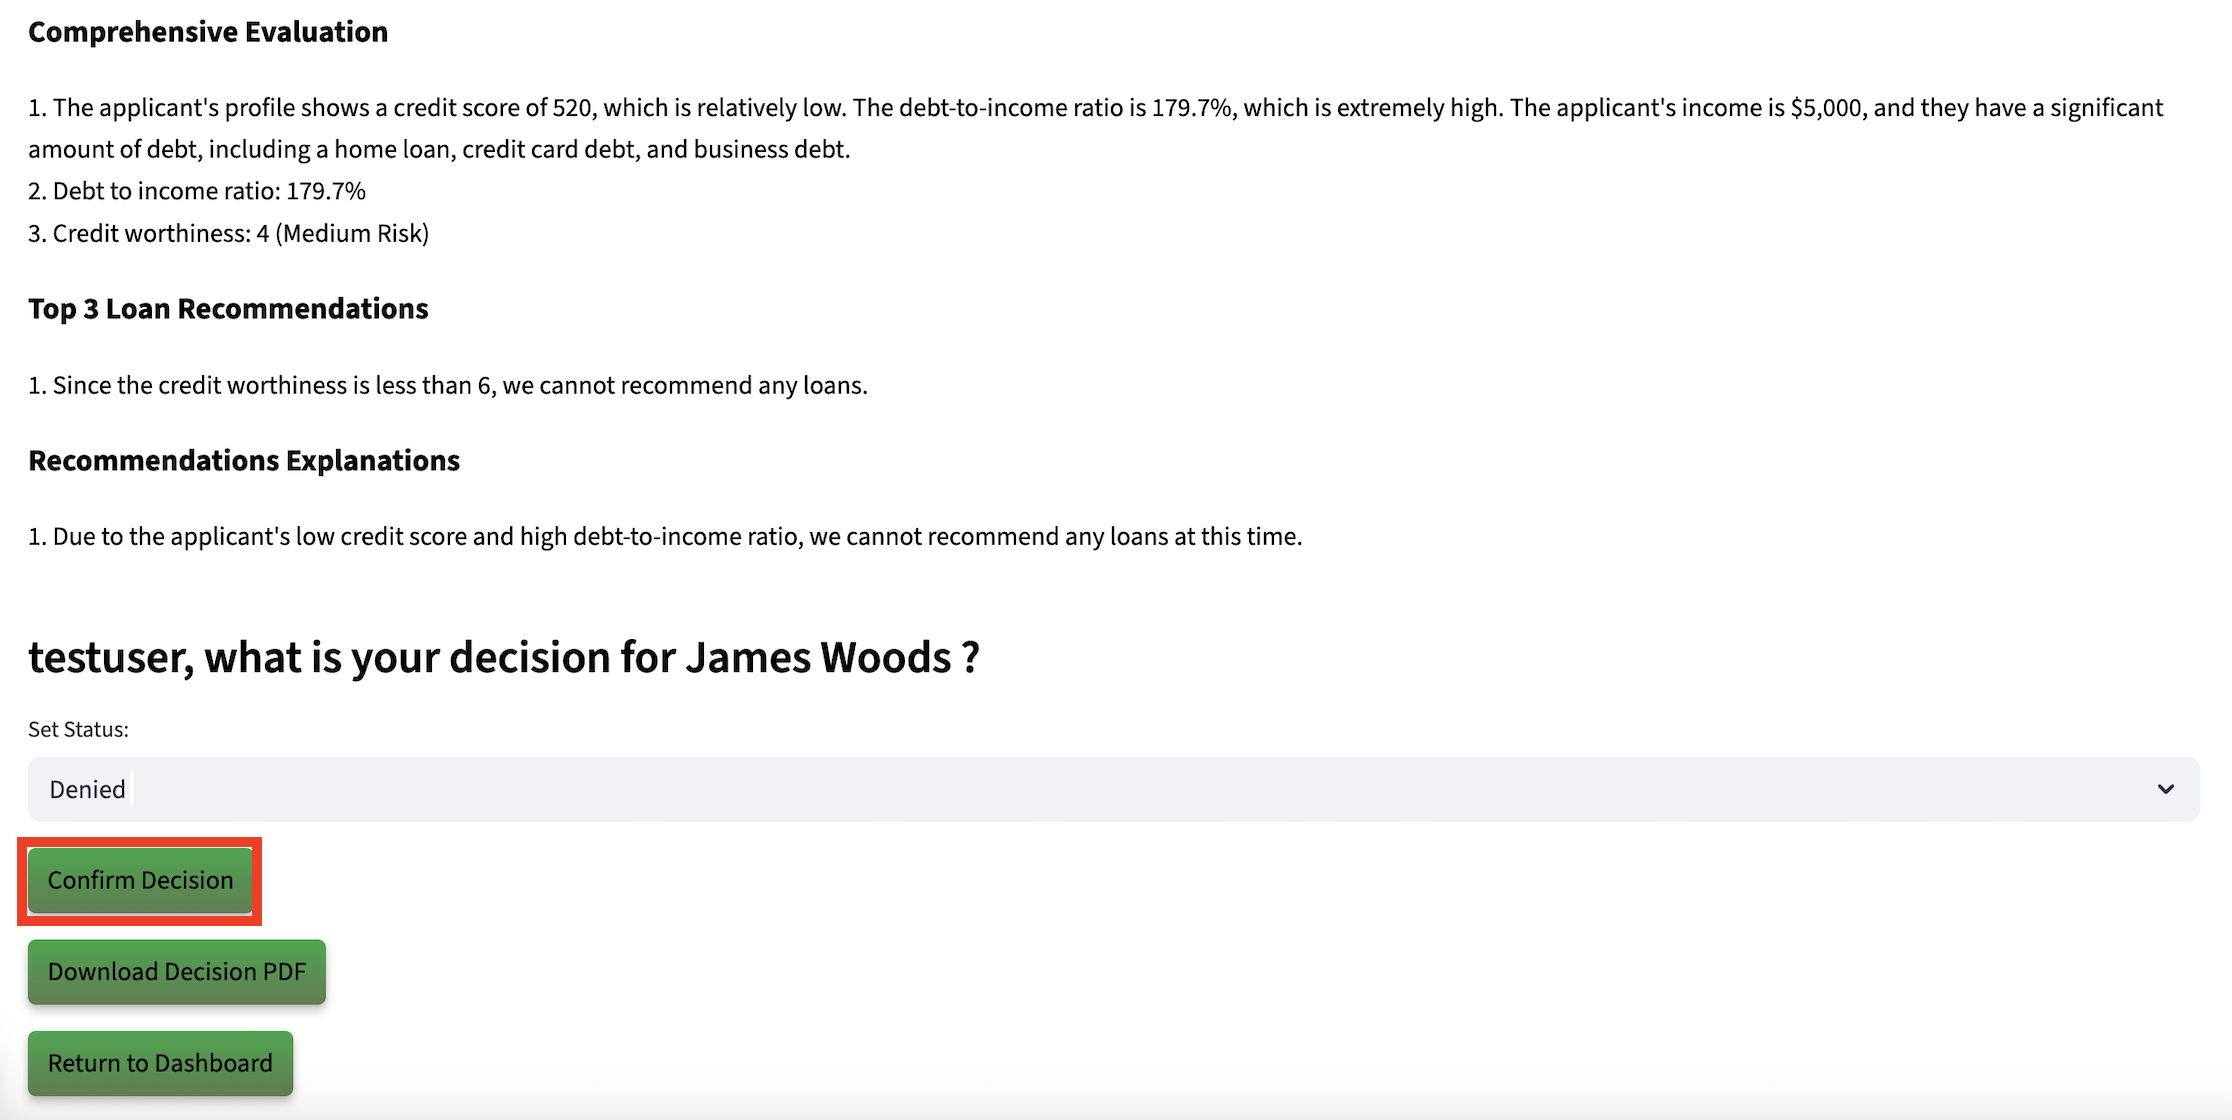 Comprehensive Evaluation
1. The applicant's profile shows a credit score of 520, which is relatively low. The debt-to-income ratio is 179.7%, which is extremely high. The applicant's income is $5,000, and they have a significant
amount of debt, including a home loan, credit card debt, and business debt.
2. Debt to income ratio: 179.7%
3. Credit worthiness: 4 (Medium Risk)
Top 3 Loan Recommendations
1. Since the credit worthiness is less than 6, we cannot recommend any loans.
Recommendations Explanations
1. Due to the applicant's low credit score and high debt-to-income ratio, we cannot recommend any loans at this time.
testuser, what is your decision for James Woods ?
Set Status:
Denied
Confirm Decision
Download Decision PDF
Return to Dashboard